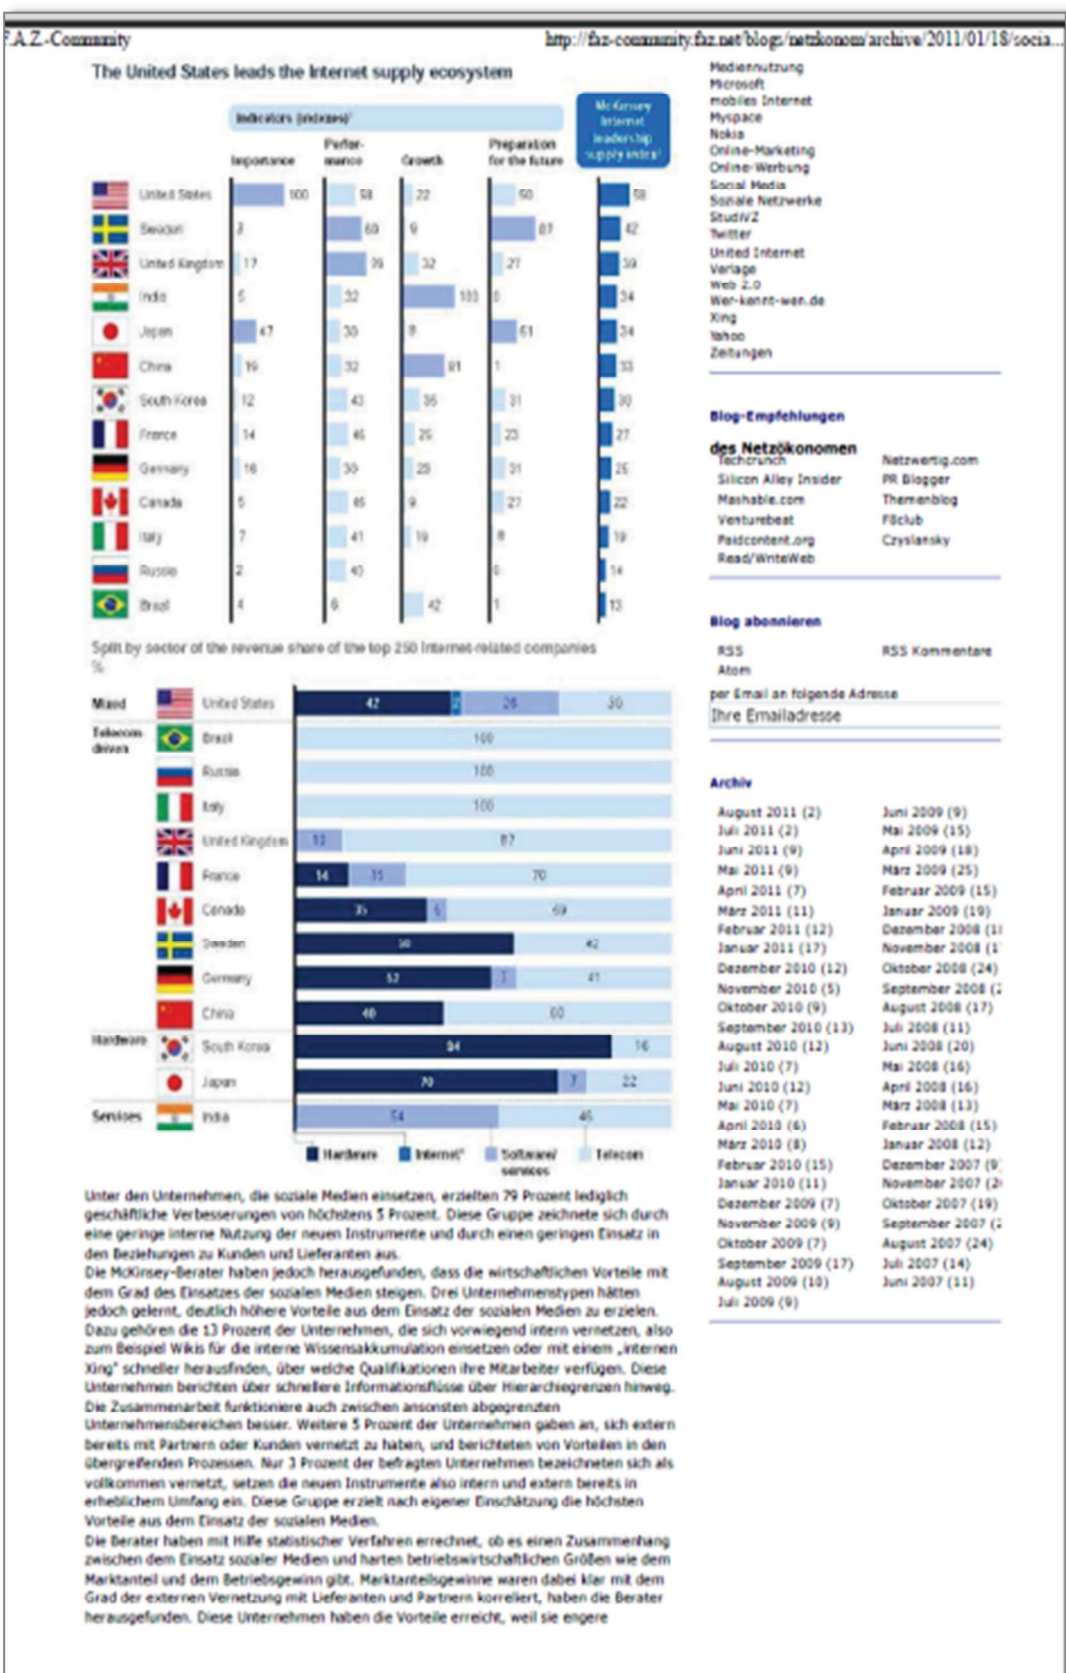 F.A.Z.-Community
http://faz-community.faz.net/blogs/netzkonom/archive/2011/01/18/socia...
The United States leads the Internet supply ecosystem
Indicators (indexes)
McKinsey
Internet
leadership
supply index
Importance
Perfor-
mance
Growth
Preparation
for the future
United States 100 58 22 50 58
Sweden 3 69 9 87 42
United Kingdom 17 79 32 27 39
India 5 32 100 0 34
Japan 47 30 8 51 34
China 19 32 81 1 33
South Korea 12 43 36 31 30
France 14 46 26 23 27
Germany 16 30 28 31 25
Canada 5 45 9 27 22
Italy 7 41 19 8 19
Russia 2 40 0 14
Brazil 4 6 42 1 13
Split by sector of the revenue share of the top 250 Internet-related companies
%
Mixed United States 42 2 26 30
Telecom
driven
Brazil 100
Russia 100
Italy 100
United Kingdom 13 87
France 14 15 70
Canada 35 6 59
Sweden 58 42
Germany 52 7 41
China 40 60
Hardware South Korea 84 16
Japan 70 7 22
Services India 54 46
Hardware Internet Software/ Telecom
services
Unter den Unternehmen, die soziale Medien einsetzen, erzielten 79 Prozent lediglich
geschäftliche Verbesserungen von höchstens 5 Prozent. Diese Gruppe zeichnete sich durch
eine geringe interne Nutzung der neuen Instrumente und durch einen geringen Einsatz in
den Beziehungen zu Kunden und Lieferanten aus.
Die McKinsey-Berater haben jedoch herausgefunden, dass die wirtschaftlichen Vorteile mit
dem Grad des Einsatzes der sozialen Medien steigen. Drei Unternehmenstypen hätten
jedoch gelernt, deutlich höhere Vorteile aus dem Einsatz der sozialen Medien zu erzielen.
Dazu gehören die 13 Prozent der Unternehmen, die sich vorwiegend intern vernetzen, also
zum Beispiel Wikis für die interne Wissensakkumulation einsetzen oder mit einem „internen
Xing" schneller herausfinden, über welche Qualifikationen ihre Mitarbeiter verfügen. Diese
Unternehmen berichten über schnellere Informationsflüsse über Hierarchiegrenzen hinweg.
Die Zusammenarbeit funktioniere auch zwischen ansonsten abgegrenzten
Unternehmensbereichen besser. Weitere 5 Prozent der Unternehmen gaben an, sich extern
bereits mit Partnern oder Kunden vernetzt zu haben, und berichteten von Vorteilen in den
übergreifenden Prozessen. Nur 3 Prozent der befragten Unternehmen bezeichneten sich als
vollkommen vernetzt, setzen die neuen Instrumente also intern und extern bereits in
erheblichem Umfang ein. Diese Gruppe erzielt nach eigener Einschätzung die höchsten
Vorteile aus dem Einsatz der sozialen Medien.
Die Berater haben mit Hilfe statistischer Verfahren errechnet, ob es einen Zusammenhang
zwischen dem Einsatz sozialer Medien und harten betriebswirtschaftlichen Größen wie dem
Marktanteil und dem Betriebsgewinn gibt. Marktanteilsgewinne waren dabei klar mit dem
Grad der externen Vernetzung mit Lieferanten und Partnern korreliert, haben die Berater
herausgefunden. Diese Unternehmen haben die Vorteile erreicht, weil sie engere
Mediennutzung
Microsoft
mobiles Internet
Myspace
Nokia
Online-Marketing
Online-Werbung
Social Media
Soziale Netzwerke
StudiVZ
Twitter
United Internet
Verlage
Web 2.0
Wer-kennt-wen.de
Xing
Yahoo
Zeitungen
Blog-Empfehlungen
des Netzökonomen
Techcrunch Netzwertig.com
Silicon Alley Insider PR Blogger
Mashable.com Themenblog
Venturebeat F8club
Paidcontent.org Czyslansky
Read/WriteWeb
Blog abonnieren
RSS RSS Kommentare
Atom
per Email an folgende Adresse
Ihre Emailadresse
Archiv
August 2011 (2) Juni 2009 (9)
Juli 2011 (2) Mai 2009 (15)
Juni 2011 (9) April 2009 (18)
Mai 2011 (9) März 2009 (25)
April 2011 (7) Februar 2009 (15)
März 2011 (11) Januar 2009 (19)
Februar 2011 (12) Dezember 2008
Januar 2011 (17) November 2008
Dezember 2010 (12) Oktober 2008 (24)
November 2010 (5) September 2008
Oktober 2010 (9) August 2008 (17)
September 2010 (13) Juli 2008 (11)
August 2010 (12) Juni 2008 (20)
Juli 2010 (7) Mai 2008 (16)
Juni 2010 (12) April 2008 (16)
Mai 2010 (7) März 2008 (13)
April 2010 (6) Februar 2008 (15)
März 2010 (8) Januar 2008 (12)
Februar 2010 (15) Dezember 2007 (9
Januar 2010 (11) November 2007
Dezember 2009 (7) Oktober 2007 (19)
November 2009 (9) September 2007
Oktober 2009 (7) August 2007 (24)
September 2009 (17) Juli 2007 (14)
August 2009 (10) Juni 2007 (11)
Juli 2009 (9)